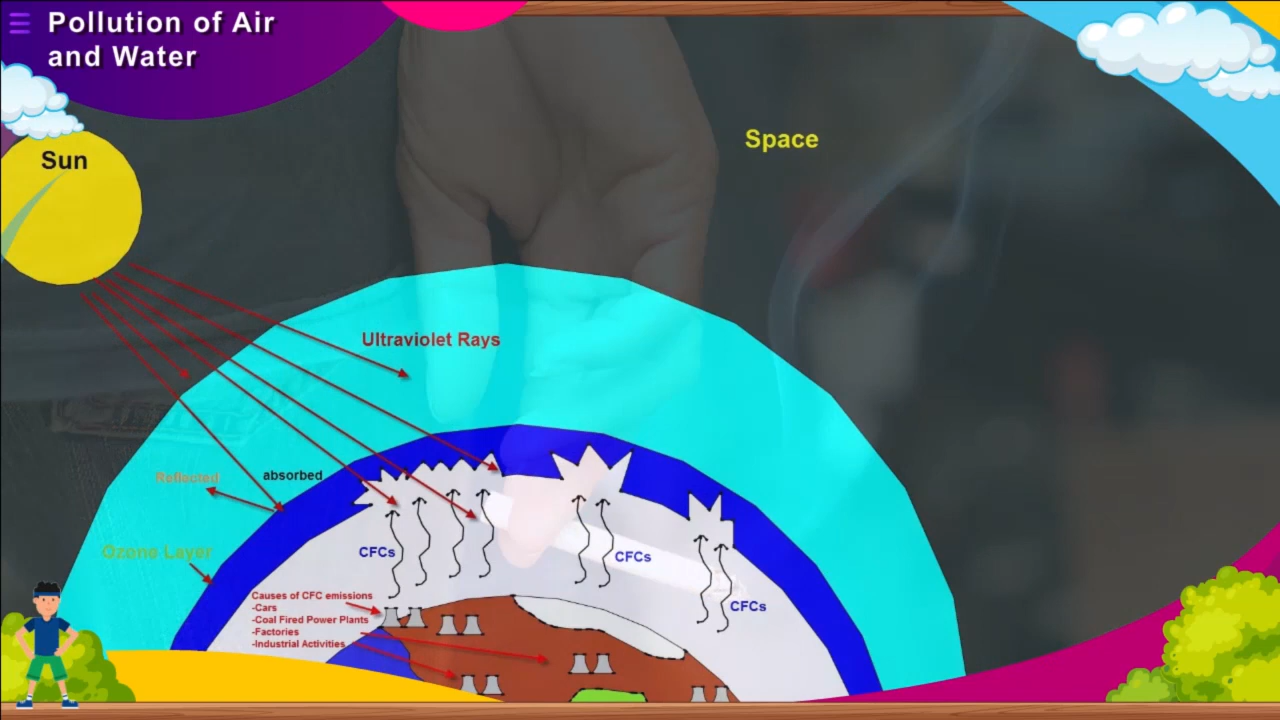 Pollution of Air
and Water
Sun
Space
Ultraviolet Rays
Reflected
absorbed
Ozone Layer
CFCs
CFCs
CFCs
Causes of CFC emissions
-Cars
-Coal Fired Power Plants
-Factories
-Industrial Activities